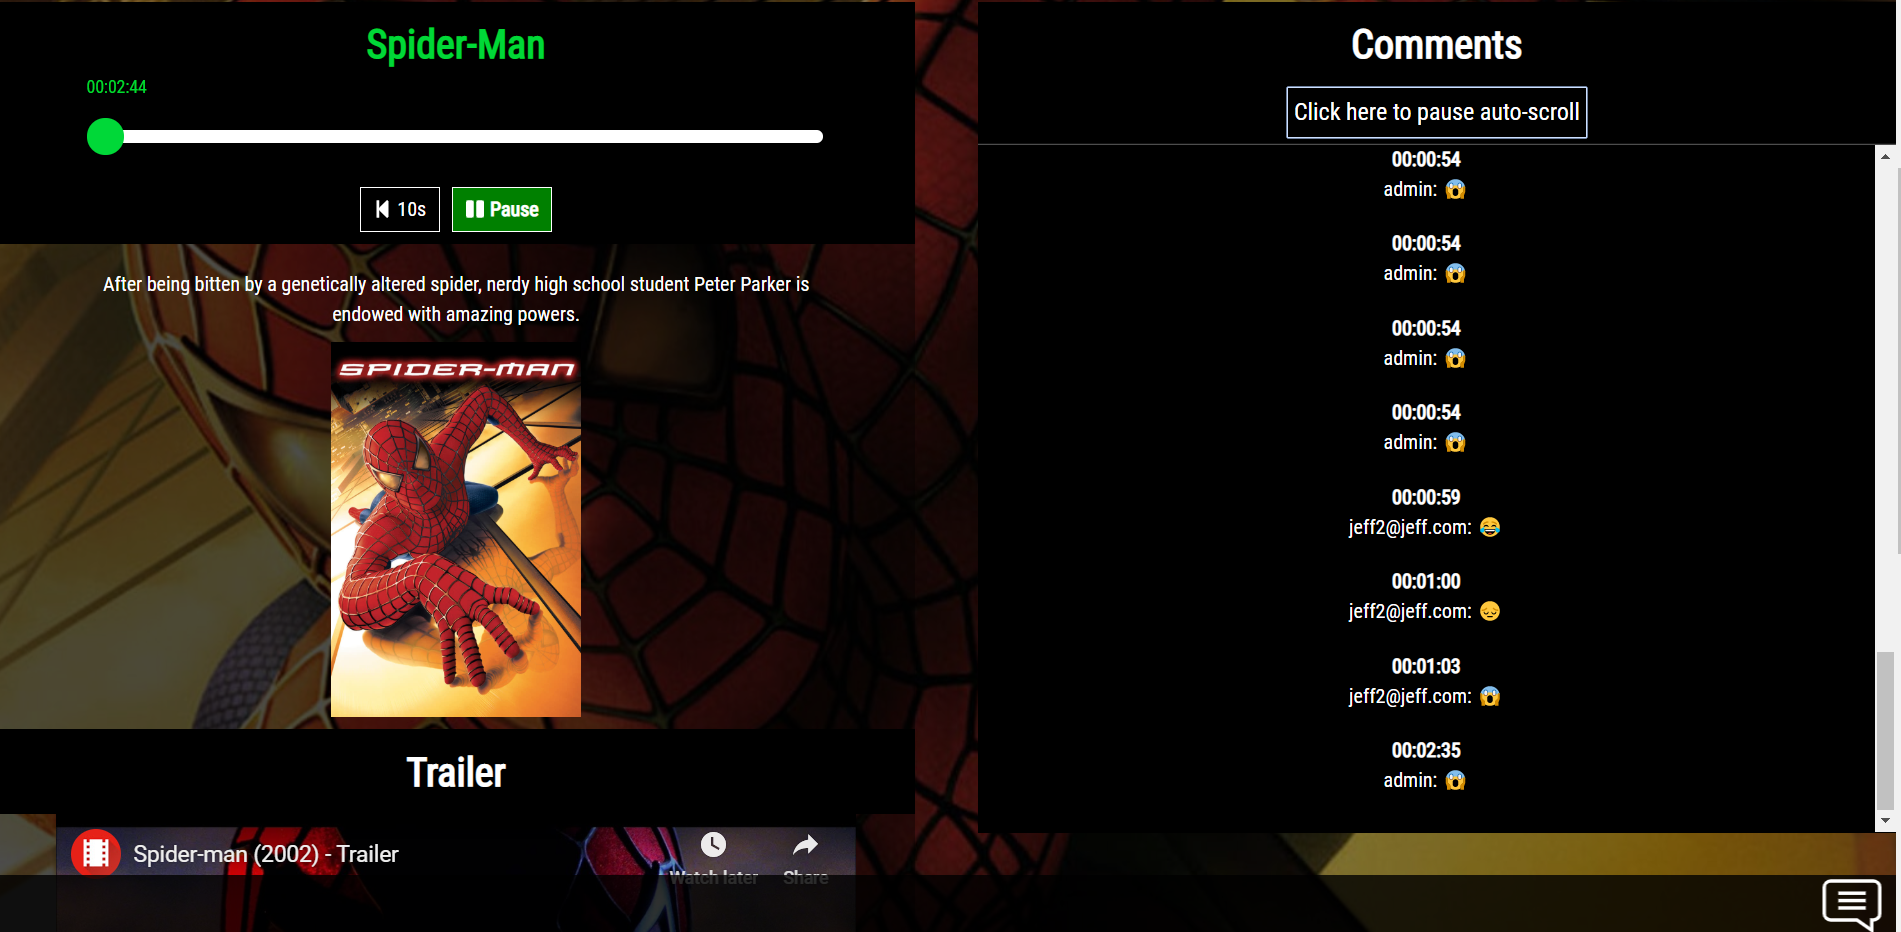 Spider-Man
00:02:44
10s
Pause
After being bitten by a genetically altered spider, nerdy high school student Peter Parker is
endowed with amazing powers.
SPIDER-MAN
Trailer
Spider-man (2002) - Trailer
Watch later
Share
Comments
Click here to pause auto-scroll
00:00:54
admin: 😱
00:00:54
admin: 😱
00:00:54
admin: 😱
00:00:54
admin: 😱
00:00:59
jeff2@jeff.com: 😂
00:01:00
jeff2@jeff.com: 😔
00:01:03
jeff2@jeff.com: 😱
00:02:35
admin: 😱